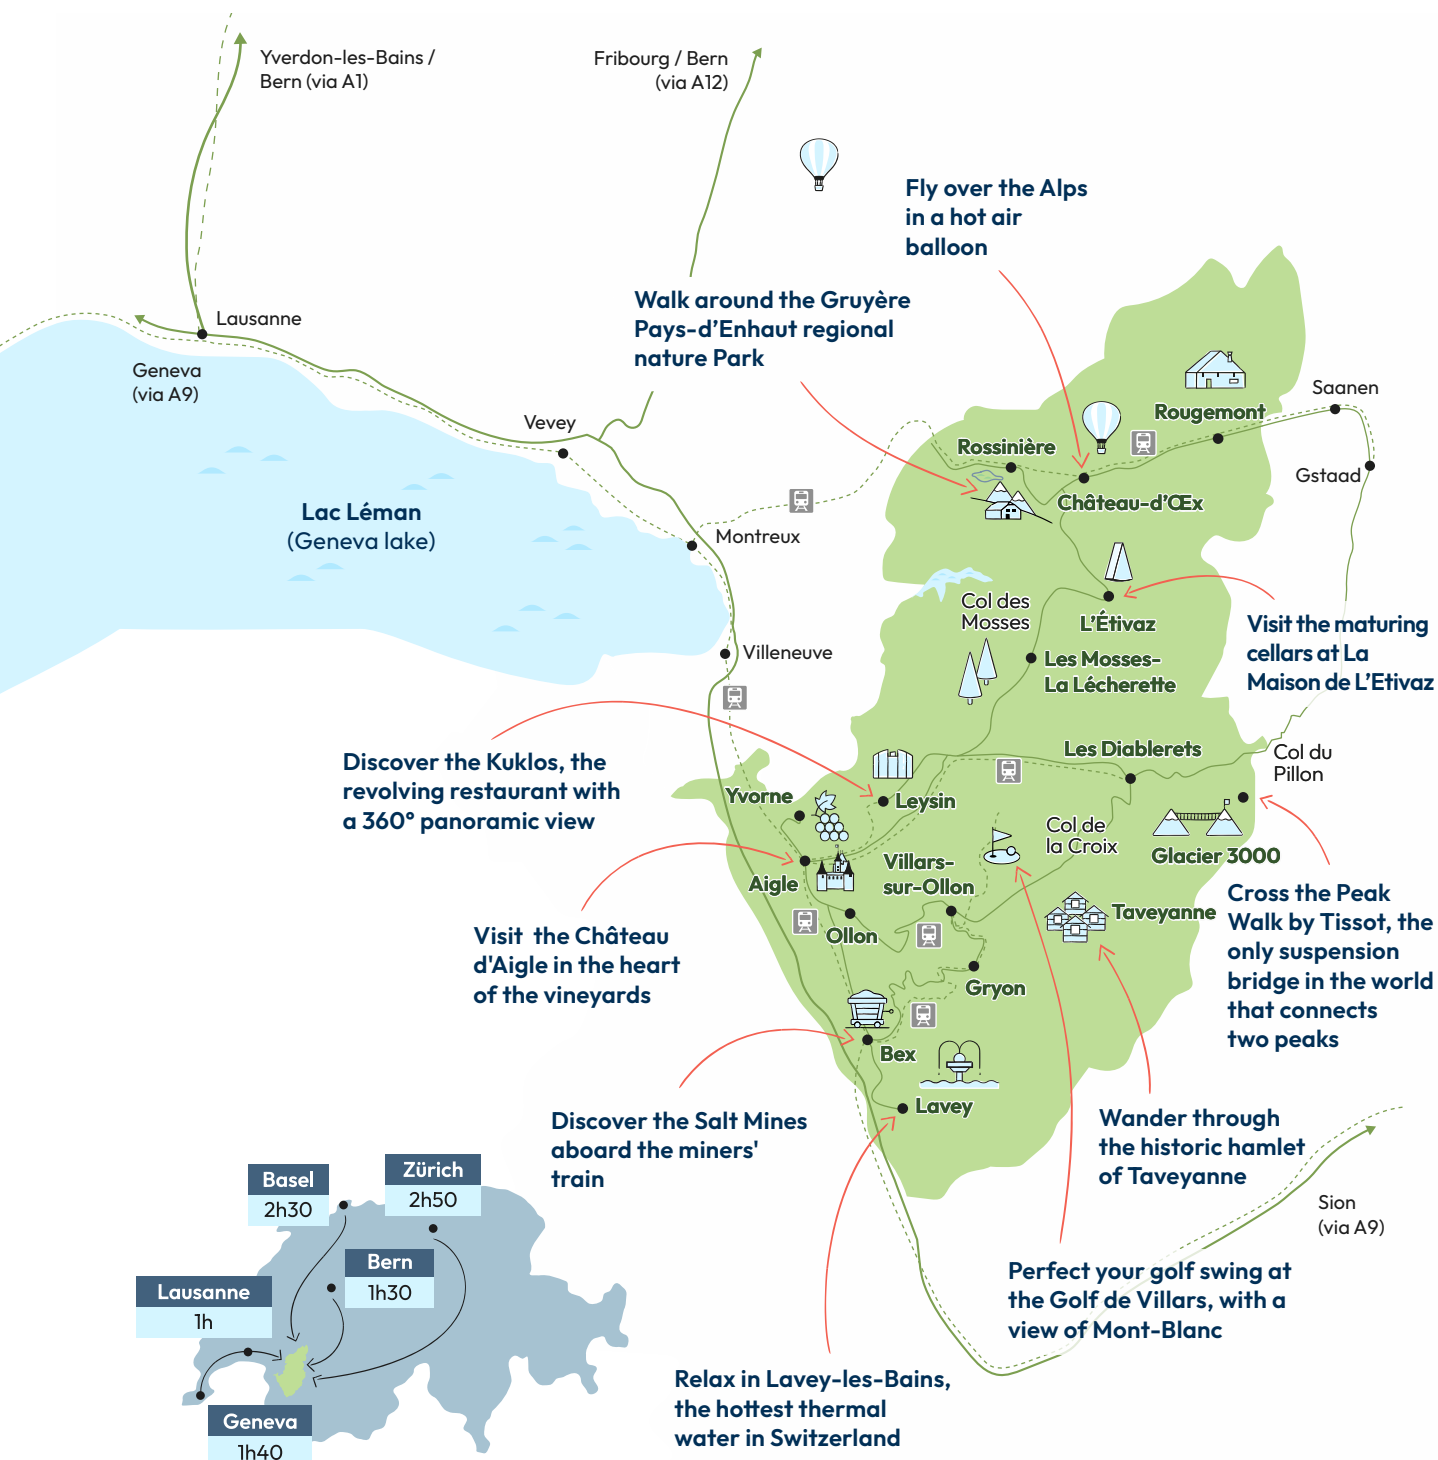 Yverdon-les-Bains /
Bern (via A1)
Fribourg / Bern
(via A12)
Fly over the Alps
in a hot air
balloon
Walk around the Gruyère
Pays-d’Enhaut regional
nature Park
Lausanne
Geneva
(via A9)
Vevey
Saanen
Rougemont
Rossinière
Gstaad
Château-d’Œx
Lac Léman
(Geneva lake)
Montreux
Col des
Mosses
L’Étivaz
Visit the maturing
cellars at La
Maison de L’Etivaz
Villeneuve
Les Mosses-
La Lécherette
Discover the Kuklos, the
revolving restaurant with
a 360° panoramic view
Les Diablerets
Col du
Pillon
Yvorne
Leysin
Col de
la Croix
Glacier 3000
Villars-
sur-Ollon
Aigle
Cross the Peak
Walk by Tissot, the
only suspension
bridge in the world
that connects
two peaks
Taveyanne
Visit  the Château
d'Aigle in the heart
of the vineyards
Ollon
Gryon
Bex
Lavey
Discover the Salt Mines
aboard the miners'
train
Wander through
the historic hamlet
of Taveyanne
Sion
(via A9)
Perfect your golf swing at
the Golf de Villars, with a
view of Mont-Blanc
Relax in Lavey-les-Bains,
the hottest thermal
water in Switzerland
Basel
2h30
Zürich
2h50
Bern
1h30
Lausanne
1h
Geneva
1h40